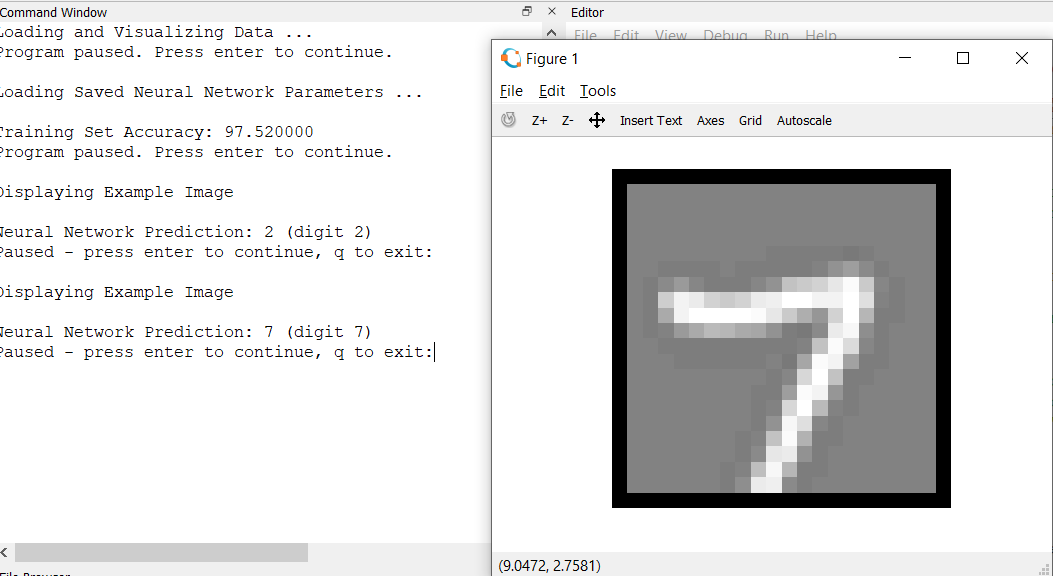 Command Window
Loading and Visualizing Data ...
Program paused. Press enter to continue.
Loading Saved Neural Network Parameters ...
Training Set Accuracy: 97.520000
Program paused. Press enter to continue.
Displaying Example Image
Neural Network Prediction: 2 (digit 2)
Paused - press enter to continue, q to exit:
Displaying Example Image
Neural Network Prediction: 7 (digit 7)
Paused - press enter to continue, q to exit:
File Browser
Editor
File Edit View Debug Run Help
Figure 1
File Edit Tools
Z+ Z- Insert Text Axes Grid Autoscale
7
(9.0472, 2.7581)